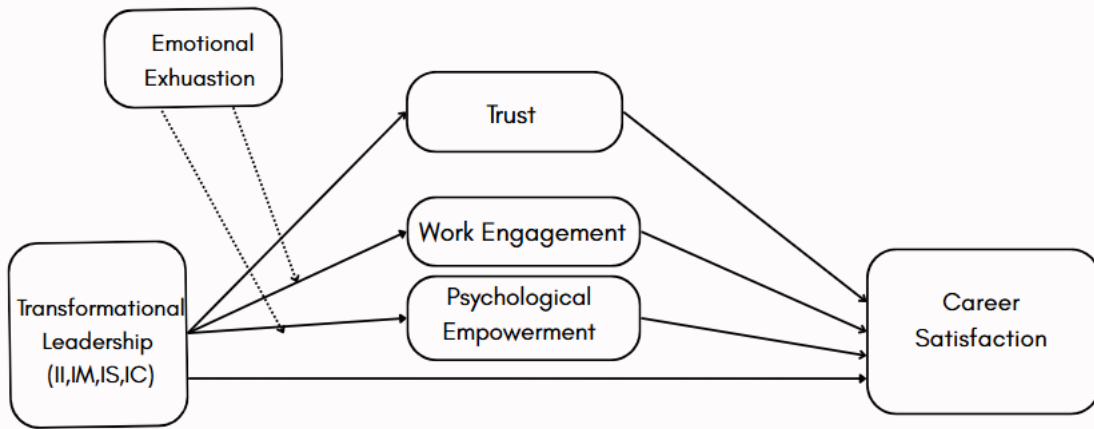 Emotional
Exhuastion
Trust
Work Engagement
Psychological
Empowerment
Transformational
Leadership
(II,IM,IS,IC)
Career
Satisfaction